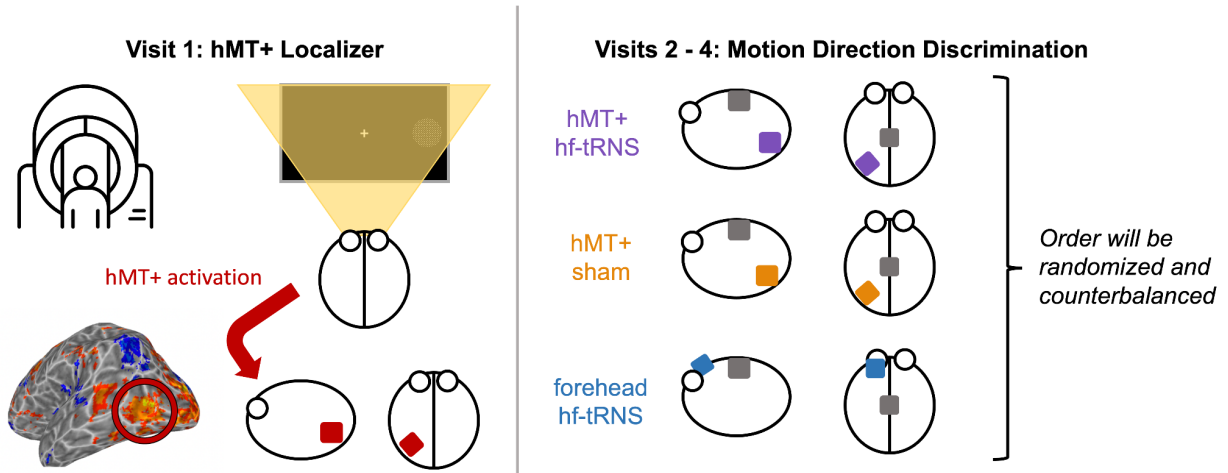 Visit 1: hMT+ Localizer
hMT+ activation
Visits 2 - 4: Motion Direction Discrimination
hMT+
hf-tRNS
hMT+
sham
forehead
hf-tRNS
Order will be
randomized and
counterbalanced